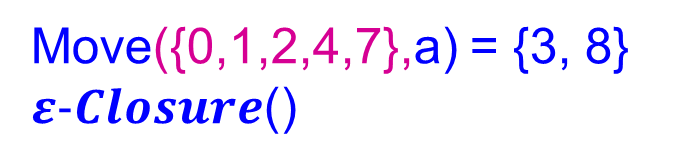 Move({0,1,2,4,7},a) = {3, 8}
ε-Closure()